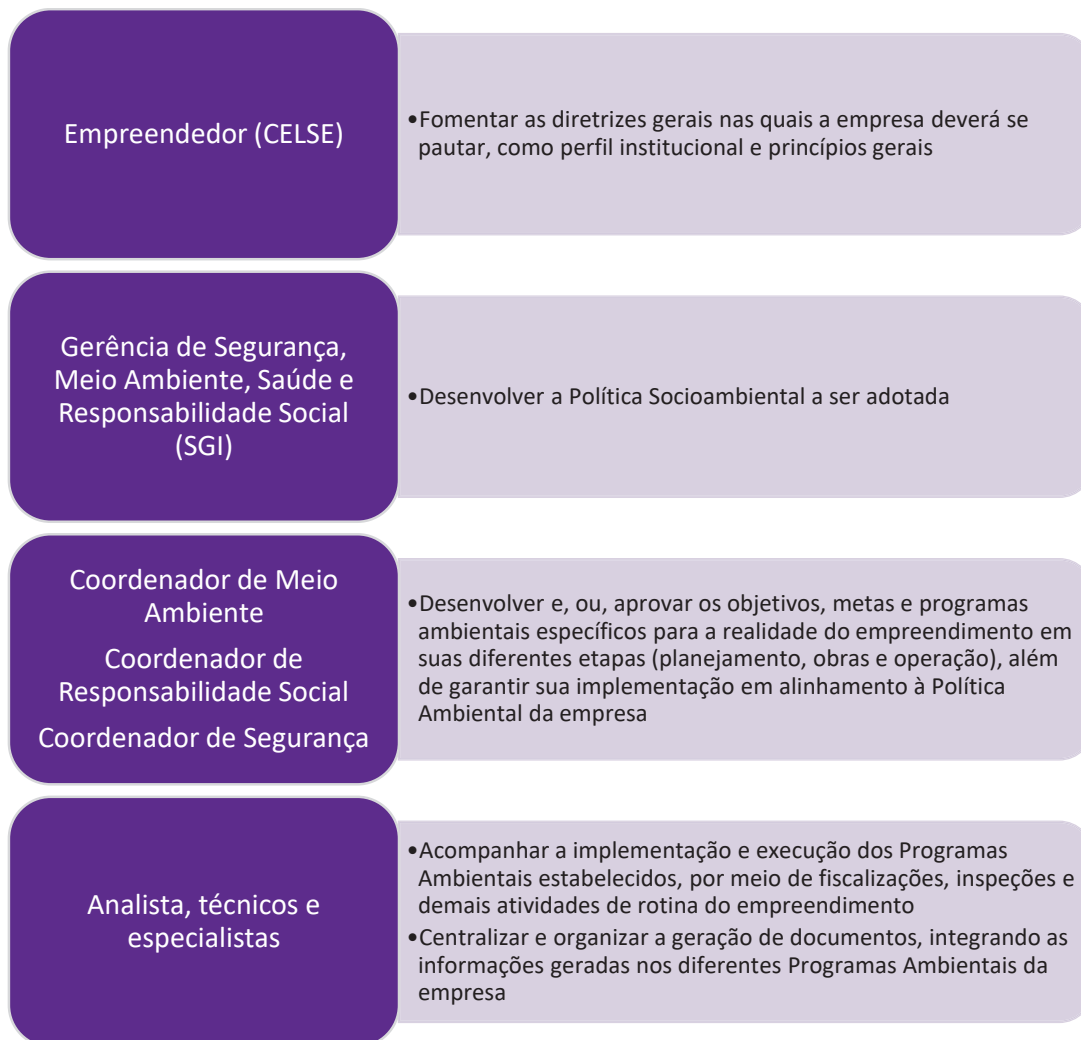 Empreendedor (CELSE)
•Fomentar as diretrizes gerais nas quais a empresa deverá se
pautar, como perfil institucional e princípios gerais
Gerência de Segurança,
Meio Ambiente, Saúde e
Responsabilidade Social
(SGI)
•Desenvolver a Política Socioambiental a ser adotada
Coordenador de Meio
Ambiente
Coordenador de
Responsabilidade Social
Coordenador de Segurança
•Desenvolver e, ou, aprovar os objetivos, metas e programas
ambientais específicos para a realidade do empreendimento em
suas diferentes etapas (planejamento, obras e operação), além
de garantir sua implementação em alinhamento à Política
Ambiental da empresa
Analista, técnicos e
especialistas
•Acompanhar a implementação e execução dos Programas
Ambientais estabelecidos, por meio de fiscalizações, inspeções e
demais atividades de rotina do empreendimento
•Centralizar e organizar a geração de documentos, integrando as
informações geradas nos diferentes Programas Ambientais da
empresa